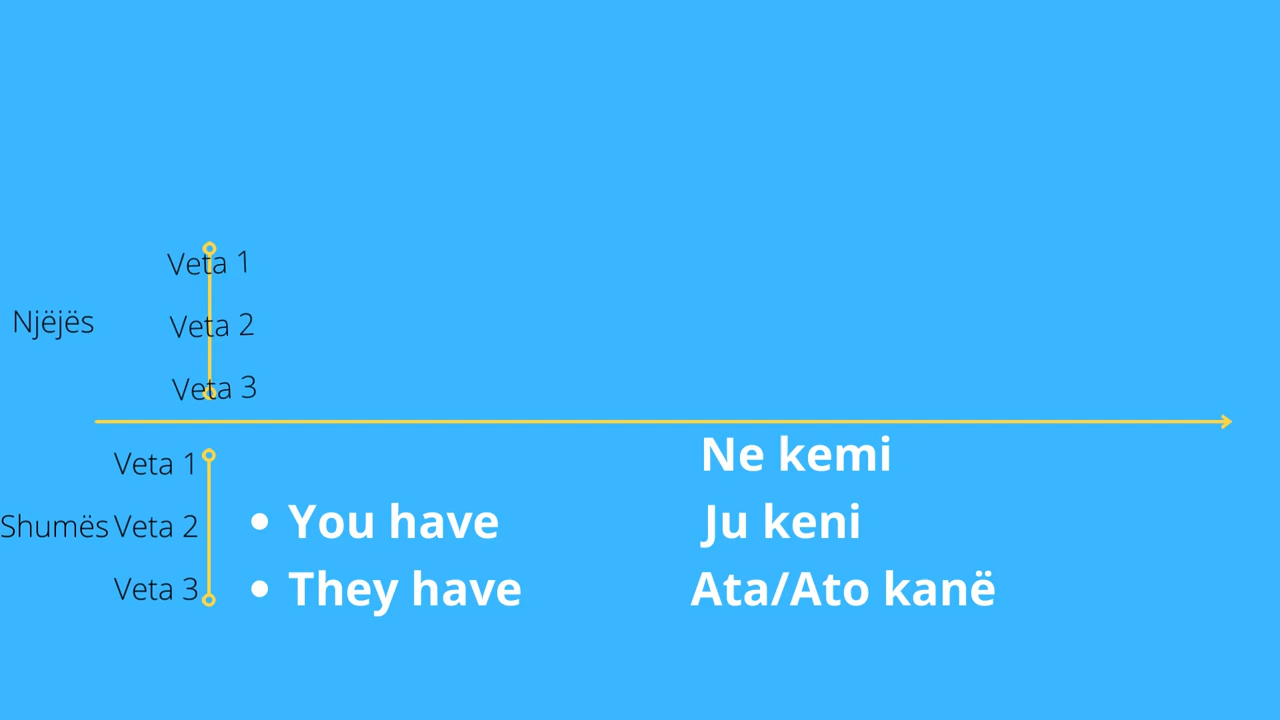 Veta 1
Njëjës Veta 2
Veta 3
Veta 1 Ne kemi
Shumës Veta 2 • You have Ju keni
Veta 3 • They have Ata/Ato kanë